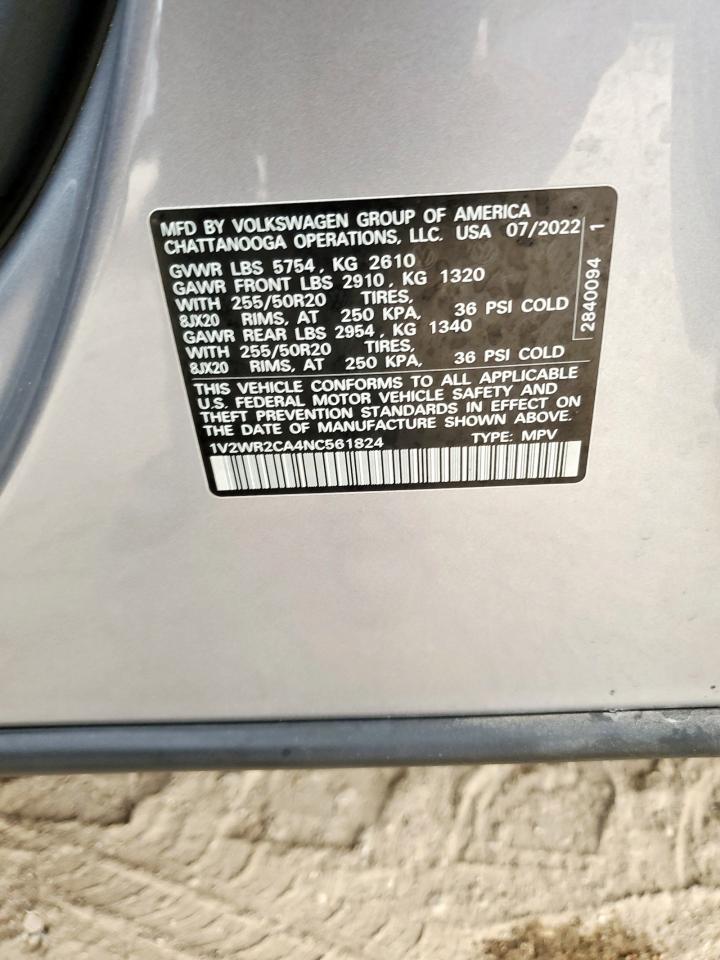 MFD BY VOLKSWAGEN GROUP OF AMERICA
CHATTANOOGA OPERATIONS, LLC. USA 07/2022
GVWR LBS 5754, KG 2610
GAWR FRONT LBS 2910, KG 1320
WITH 255/50R20 TIRES,
8JX20 RIMS, AT 250 KPA, 36 PSI COLD
GAWR REAR LBS 2954, KG 1340
WITH 255/50R20 TIRES,
8JX20 RIMS, AT 250 KPA, 36 PSI COLD
THIS VEHICLE CONFORMS TO ALL APPLICABLE
U.S. FEDERAL MOTOR VEHICLE SAFETY AND
THEFT PREVENTION STANDARDS IN EFFECT ON
THE DATE OF MANUFACTURE SHOWN ABOVE.
1V2WR2CA4NC561824 TYPE: MPV
2840094 1